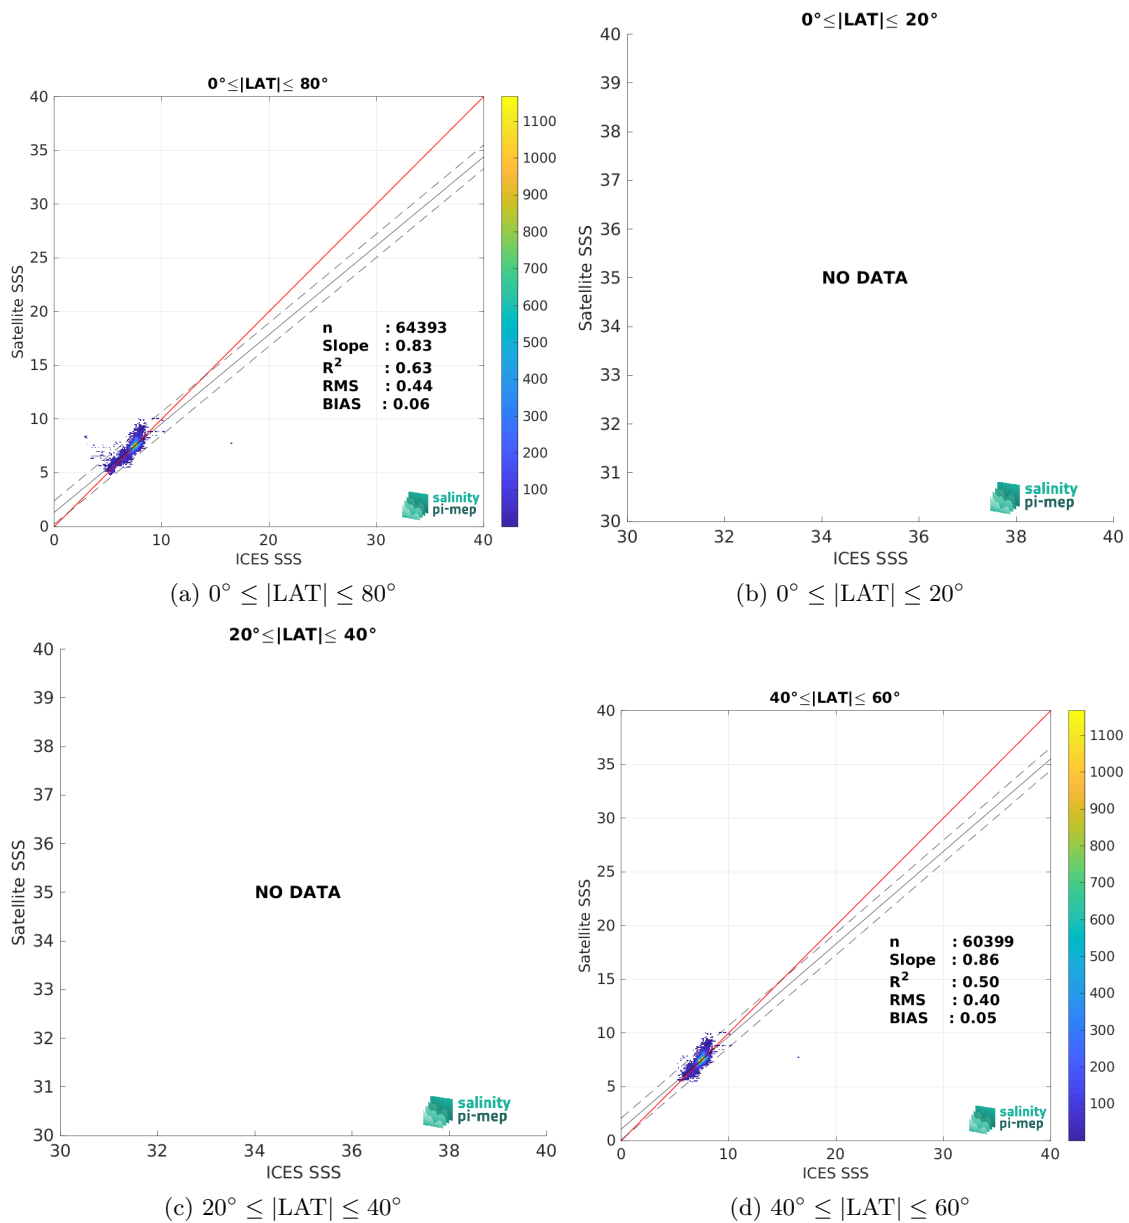 0°≤|LAT|≤ 80°
40
35
30
25
20
15
10
5
0
0
10
20
30
40
Satellite SSS
ICES SSS
n : 64393
Slope : 0.83
R2 : 0.63
RMS : 0.44
BIAS : 0.06
salinity
pi-mep
1100
1000
900
800
700
600
500
400
300
200
100
(a) 0° ≤ |LAT| ≤ 80°
0°≤|LAT|≤ 20°
40
39
38
37
36
35
34
33
32
31
30
30
32
34
36
38
40
Satellite SSS
ICES SSS
NO DATA
salinity
pi-mep
(b) 0° ≤ |LAT| ≤ 20°
20°≤|LAT|≤ 40°
40
39
38
37
36
35
34
33
32
31
30
30
32
34
36
38
40
Satellite SSS
ICES SSS
NO DATA
salinity
pi-mep
(c) 20° ≤ |LAT| ≤ 40°
40°≤|LAT|≤ 60°
40
35
30
25
20
15
10
5
0
0
10
20
30
40
Satellite SSS
ICES SSS
n : 60399
Slope : 0.86
R2 : 0.50
RMS : 0.40
BIAS : 0.05
salinity
pi-mep
1100
1000
900
800
700
600
500
400
300
200
100
(d) 40° ≤ |LAT| ≤ 60°